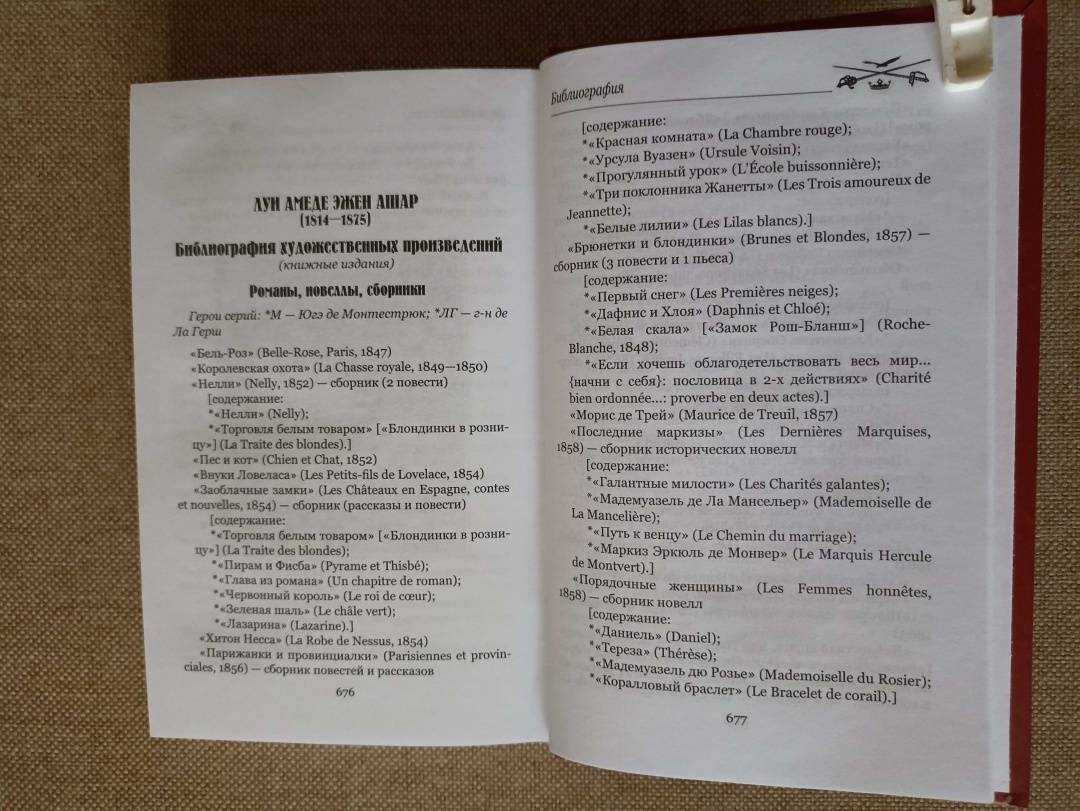 ЛУИ АМЕДЕ ЭЖЕН АШАР
(1814—1875)
Библиография художественных произведений
(книжные издания)
Романы, новеллы, сборники
Герои серий: *М — Югэ де Монтестрюк; *ЛГ — г-н де
Ла Герш
«Бель-Роз» (Belle-Rose, Paris, 1847)
«Королевская охота» (La Chasse royale, 1849—1850)
«Нелли» (Nelly, 1852) — сборник (2 повести)
[содержание:
*«Нелли» (Nelly);
*«Торговля белым товаром» [«Блондинки в розни-
цу»] (La Traite des blondes).]
«Пес и кот» (Chien et Chat, 1852)
«Внуки Ловеласа» (Les Petits-fils de Lovelace, 1854)
«Заоблачные замки» (Les Châteaux en Espagne, contes
et nouvelles, 1854) — сборник (рассказы и повести)
[содержание:
*«Торговля белым товаром» [«Блондинки в розни-
цу»] (La Traite des blondes);
*«Пирам и Фисба» (Pyrame et Thisbé);
*«Глава из романа» (Un chapitre de roman);
*«Червонный король» (Le roi de cœur);
*«Зеленая шаль» (Le châle vert);
*«Лазарина» (Lazarine).]
«Хитон Несса» (La Robe de Nessus, 1854)
«Парижанки и провинциалки» (Parisiennes et provin-
ciales, 1856) — сборник повестей и рассказов
676
Библиография
[содержание:
*«Красная комната» (La Chambre rouge);
*«Урсула Вуазен» (Ursule Voisin);
*«Прогулянный урок» (L'École buissonnière);
*«Три поклонника Жанетты» (Les Trois amoureux de
Jeannette);
*«Белые лилии» (Les Lilas blancs).]
«Брюнетки и блондинки» (Brunes et Blondes, 1857) —
сборник (3 повести и 1 пьеса)
[содержание:
*«Первый снег» (Les Premières neiges);
*«Дафнис и Хлоя» (Daphnis et Chloé);
*«Белая скала» [«Замок Рош-Бланш»] (Roche-
Blanche, 1848);
*«Если хочешь облагодетельствовать весь мир...
{начни с себя}: пословица в 2-х действиях» (Charité
bien ordonnée...: proverbe en deux actes).]
«Морис де Трей» (Maurice de Treuil, 1857)
«Последние маркизы» (Les Dernières Marquises,
1858) — сборник исторических новелл
[содержание:
*«Галантные милости» (Les Charités galantes);
*«Мадемуазель де Ла Мансельер» (Mademoiselle de
La Mancelière);
*«Путь к венцу» (Le Chemin du marriage);
*«Маркиз Эркюль де Монвер» (Le Marquis Hercule
de Montvert).]
«Порядочные женщины» (Les Femmes honnêtes,
1858) — сборник новелл
[содержание:
*«Даниель» (Daniel);
*«Тереза» (Thérèse);
*«Мадемуазель дю Розье» (Mademoiselle du Rosier);
*«Коралловый браслет» (Le Bracelet de corail).]
677